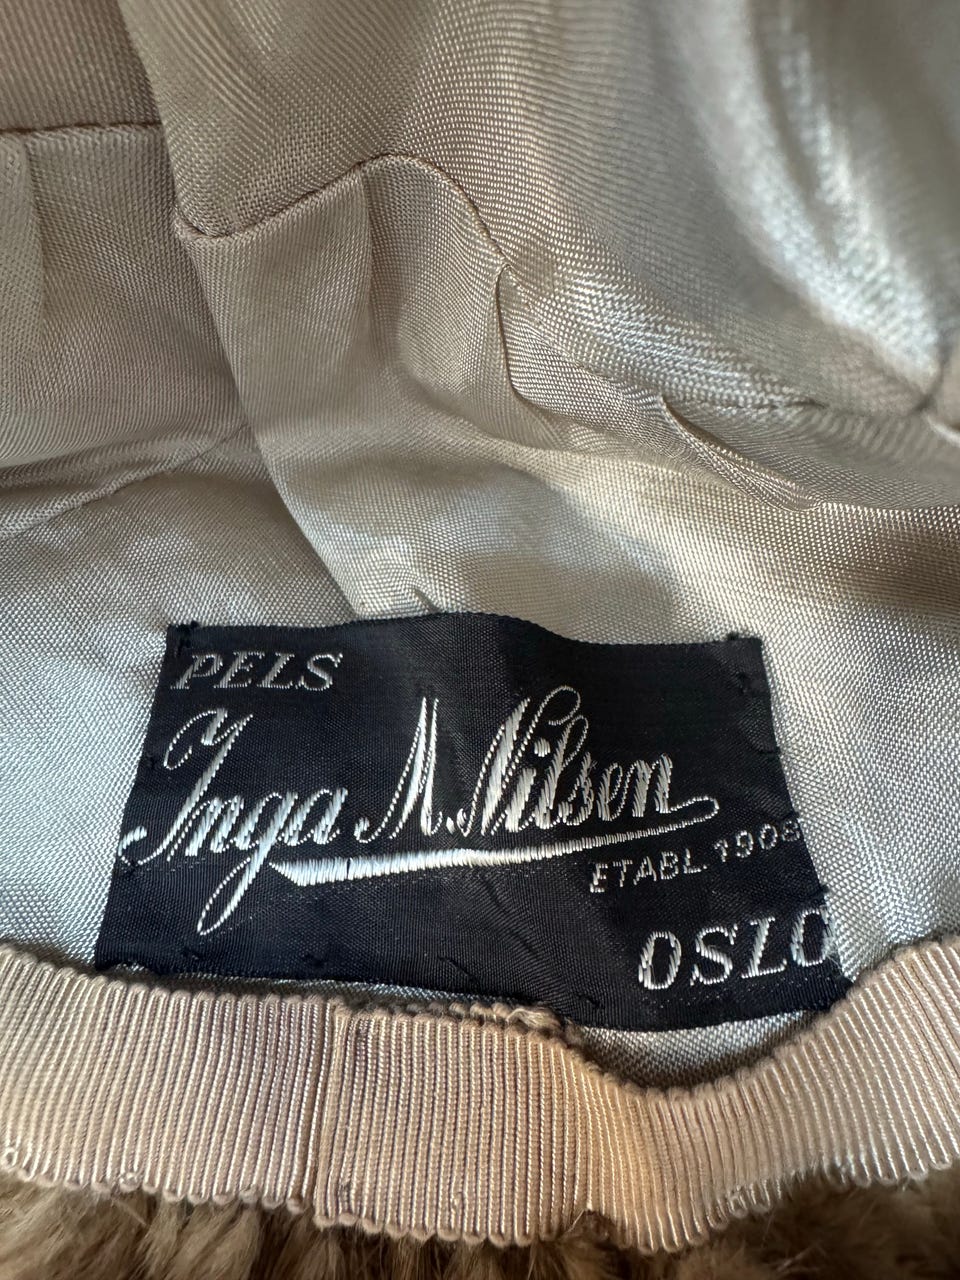 PELS
Inga M. Nilsen
ETABL. 1908
OSLO